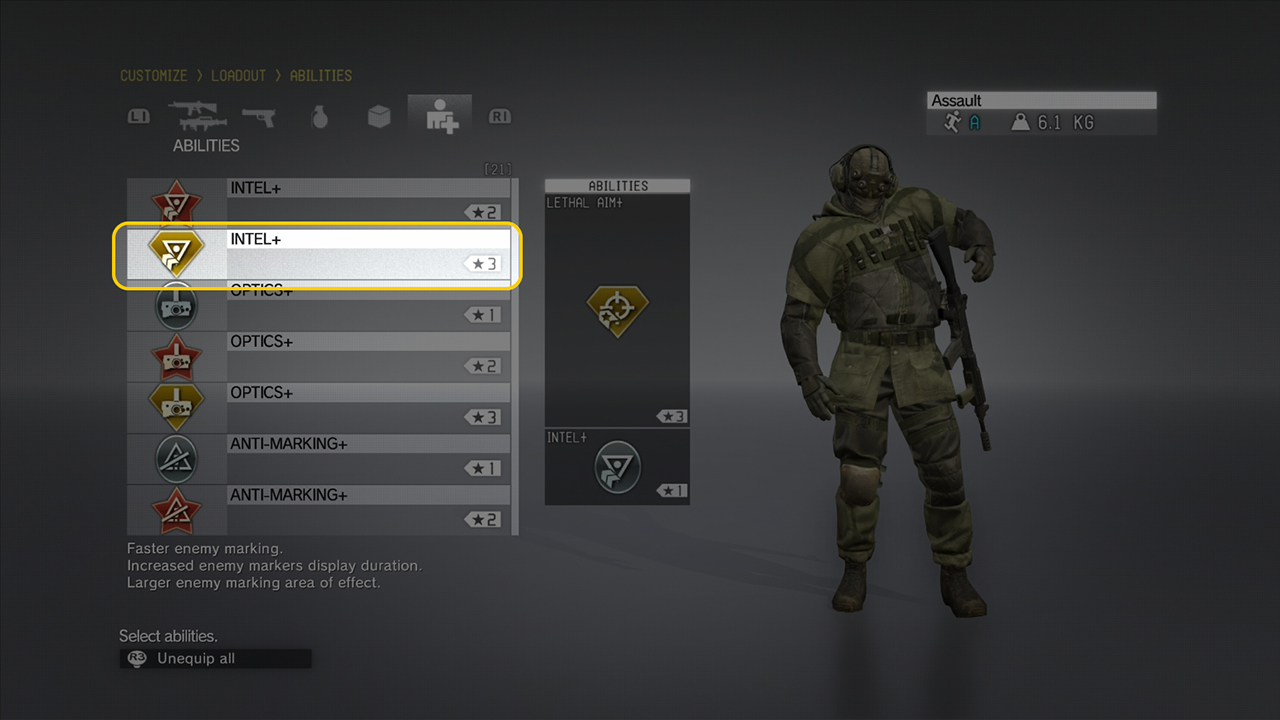 CUSTOMIZE > LOADOUT > ABILITIES
L1
R1
ABILITIES
[21]
INTEL+
★2
INTEL+
★3
OPTICS+
★1
OPTICS+
★2
OPTICS+
★3
ANTI-MARKING+
★1
ANTI-MARKING+
★2
Faster enemy marking.
Increased enemy markers display duration.
Larger enemy marking area of effect.
Select abilities.
R3 Unequip all
ABILITIES
LETHAL AIM+
★3
INTEL+
★1
Assault
A 6.1 KG